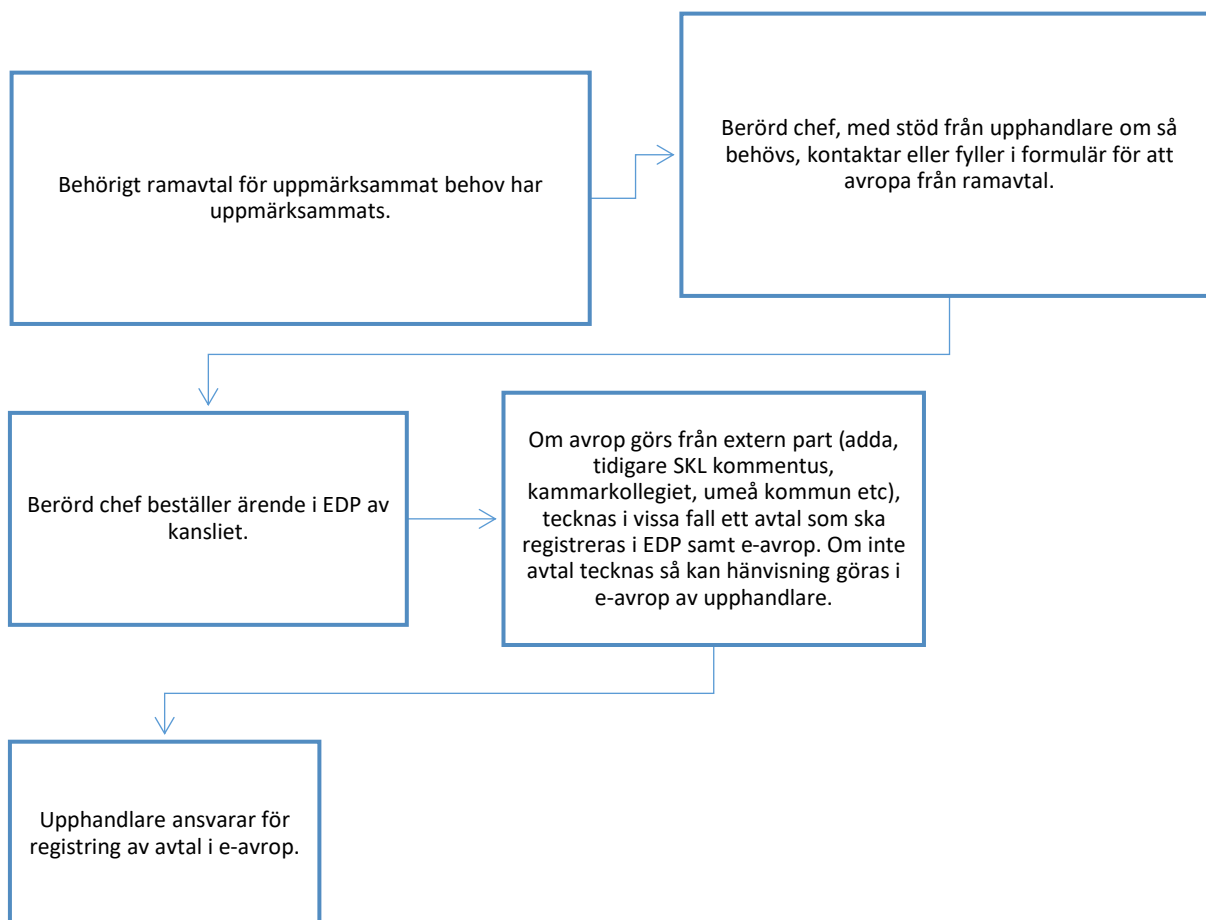 Behörigt ramavtal för uppmärksammat behov har
uppmärksammats.
Berörd chef, med stöd från upphandlare om så
behövs, kontaktar eller fyller i formulär för att
avropa från ramavtal.
Berörd chef beställer ärende i EDP av
kansliet.
Om avrop görs från extern part (adda,
tidigare SKL kommentus,
kammarkollegiet, umeå kommun etc),
tecknas i vissa fall ett avtal som ska
registreras i EDP samt e-avrop. Om inte
avtal tecknas så kan hänvisning göras i
e-avrop av upphandlare.
Upphandlare ansvarar för
registring av avtal i e-avrop.